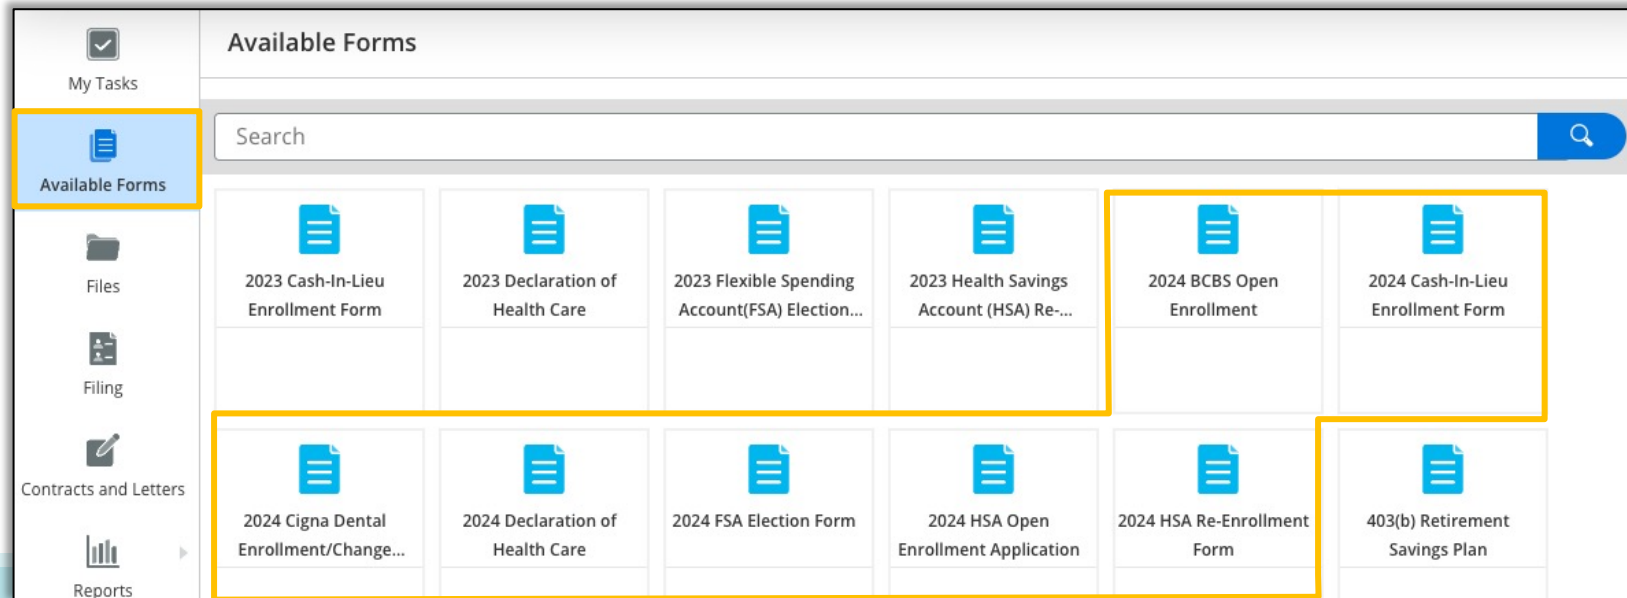 My Tasks
Available Forms
Files
Filing
Contracts and Letters
Reports
Available Forms
Search
2023 Cash-In-Lieu
Enrollment Form
2023 Declaration of
Health Care
2023 Flexible Spending
Account(FSA) Election...
2023 Health Savings
Account (HSA) Re-...
2024 BCBS Open
Enrollment
2024 Cash-In-Lieu
Enrollment Form
2024 Cigna Dental
Enrollment/Change...
2024 Declaration of
Health Care
2024 FSA Election Form
2024 HSA Open
Enrollment Application
2024 HSA Re-Enrollment
Form
403(b) Retirement
Savings Plan